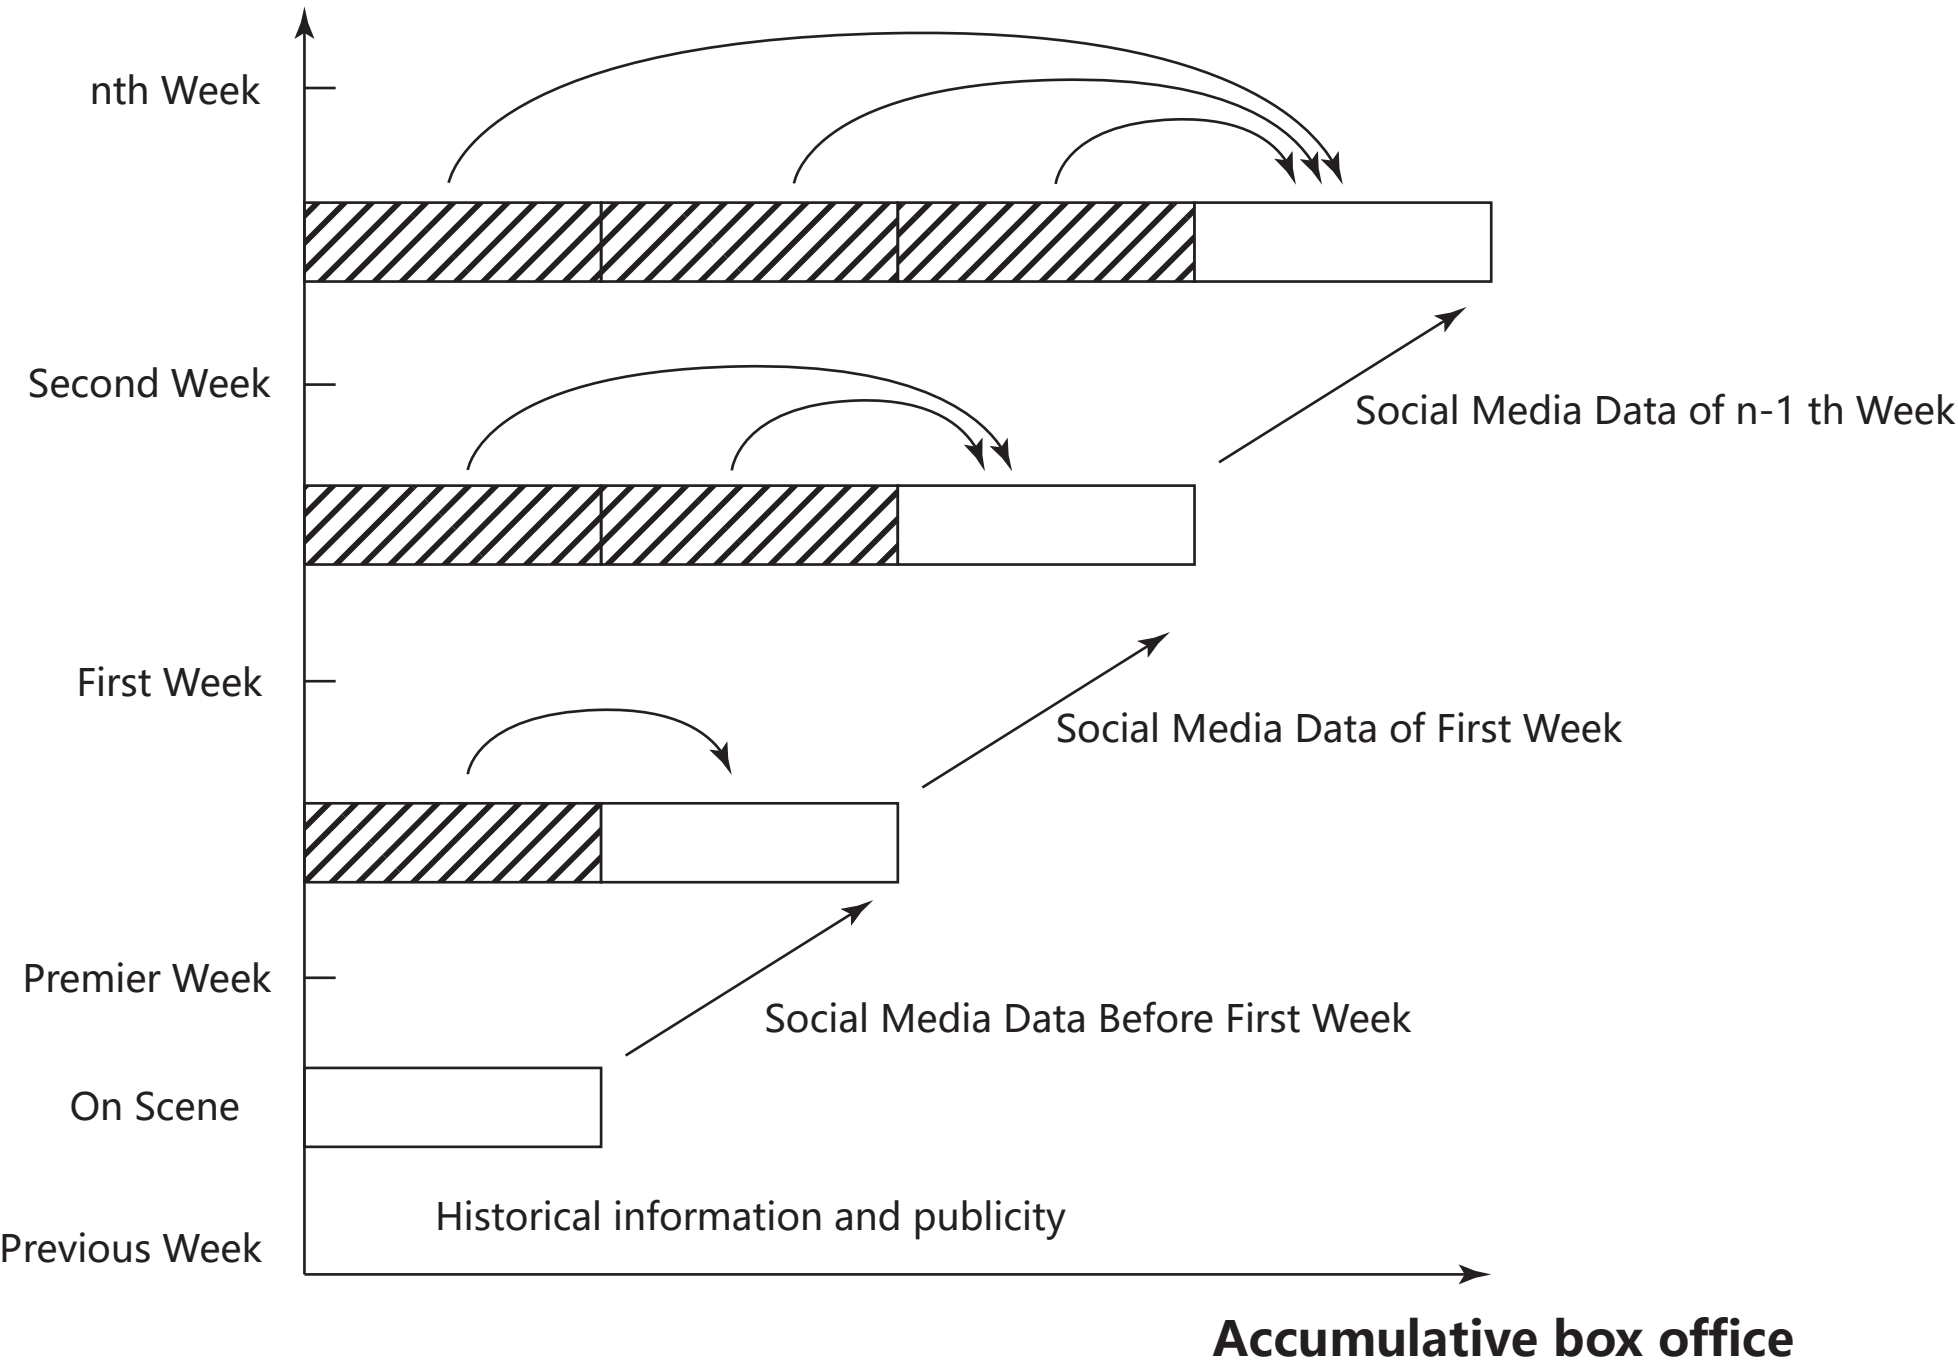 nth Week
Second Week
Social Media Data of n-1 th Week
First Week
Social Media Data of First Week
Premier Week
Social Media Data Before First Week
On Scene
Historical information and publicity
Previous Week
Accumulative box office